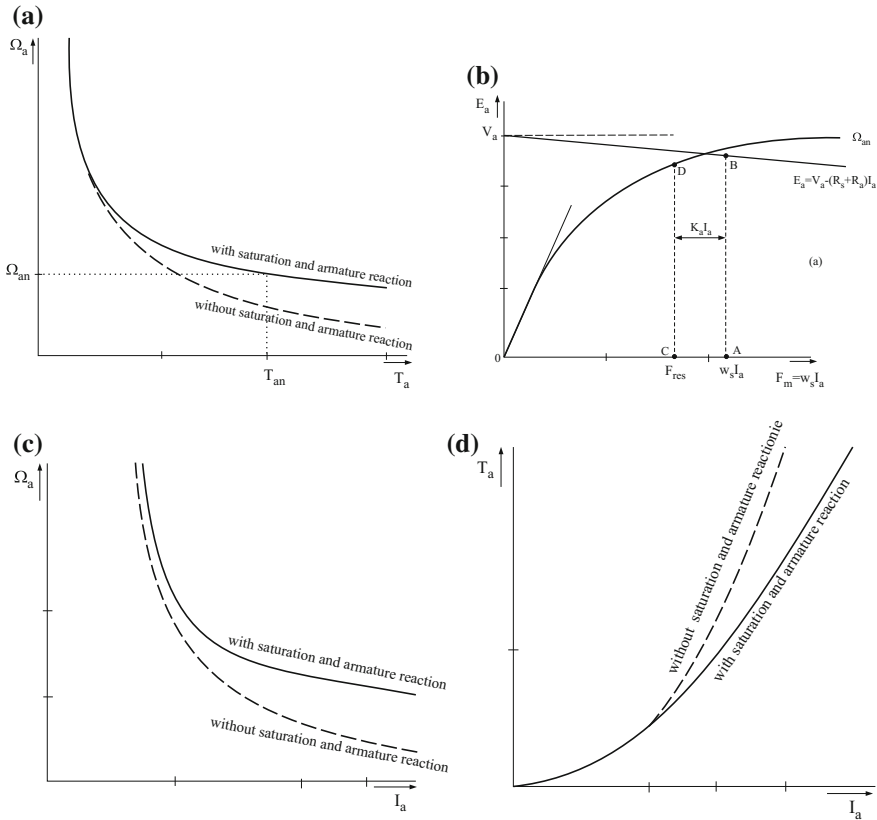 (a)
Ωa
with saturation and armature reaction
Ωan
without saturation and armature reaction
Tan
Ta
(b)
Ea
Va
Ωan
D
B
Ea=Va-(Rs+Ra)Ia
KaIa
(a)
0
C
A
Fres
wsIa
Fm=wsIa
(c)
Ωa
with saturation and armature reaction
without saturation and armature reaction
Ia
(d)
Ta
without saturation and armature reactionie
with saturation and armature reaction
Ia